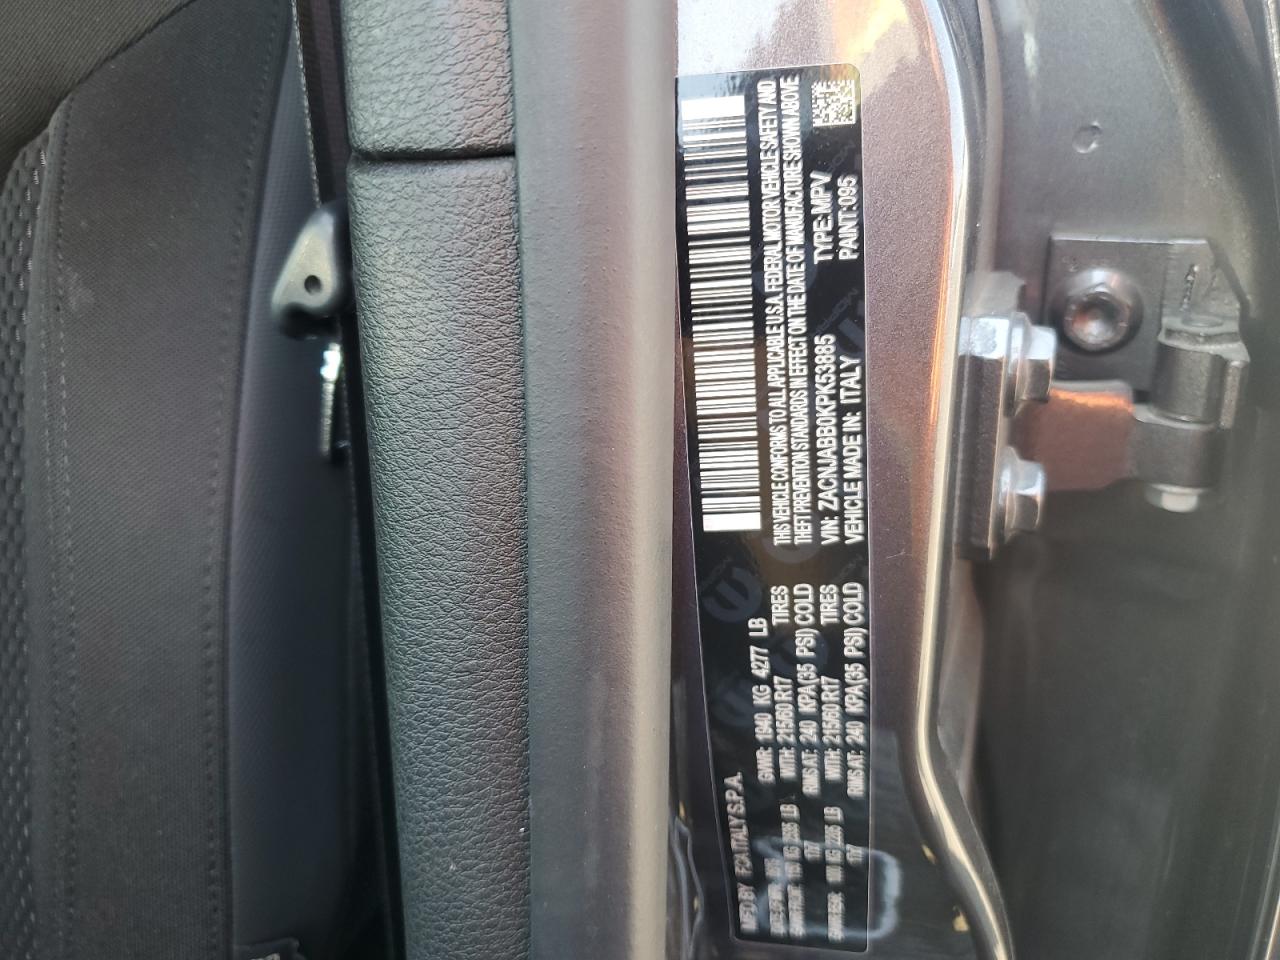 MFD BY FCA ITALY S.P.A.
GVWR: 1940 KG 4277 LB
WITH: 215/60 R17 TIRES
RIMS AT: 240 KPA(35 PSI) COLD
WITH: 215/60 R17 TIRES
RIMS AT: 240 KPA(35 PSI) COLD
THIS VEHICLE CONFORMS TO ALL APPLICABLE U.S.A. FEDERAL MOTOR VEHICLE SAFETY AND
THEFT PREVENTION STANDARDS IN EFFECT ON THE DATE OF MANUFACTURE SHOWN ABOVE
VIN: ZACNJABB0KPK53885 TYPE:MPV
VEHICLE MADE IN: ITALY PAINT:095